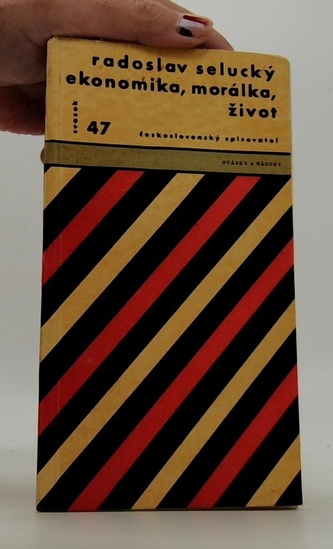 radoslav selucký
ekonomika, morálka,
život
svazek 47 československý spisovatel
OTÁZKY A NÁZORY